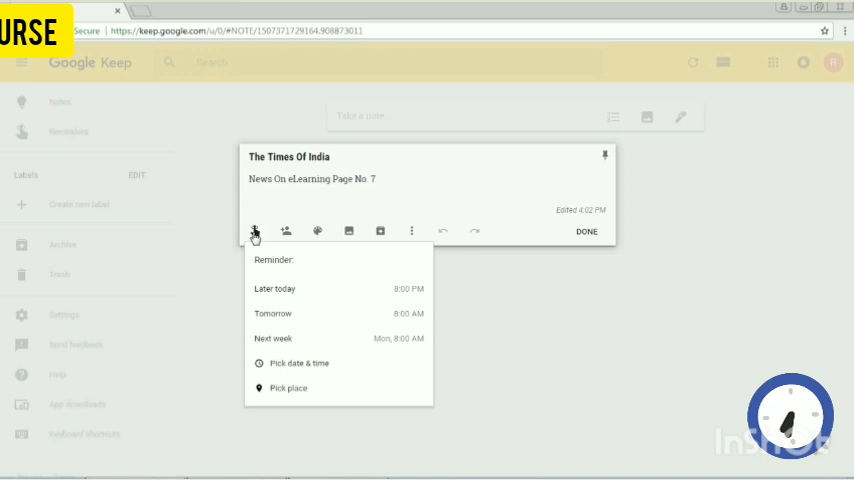 URSE
Secure https://keep.google.com/u/0/#NOTE/1507371729164.908873011
Google Keep
Search
R
Notes
Reminders
Take a note...
The Times Of India
News On eLearning Page No. 7
Labels EDIT
Create new label
Edited 4:02 PM
DONE
Archive
Trash
Reminder:
Later today 8:00 PM
Tomorrow 8:00 AM
Next week Mon, 8:00 AM
Pick date & time
Pick place
Settings
Send feedback
Help
App downloads
Keyboard shortcuts
InShOt